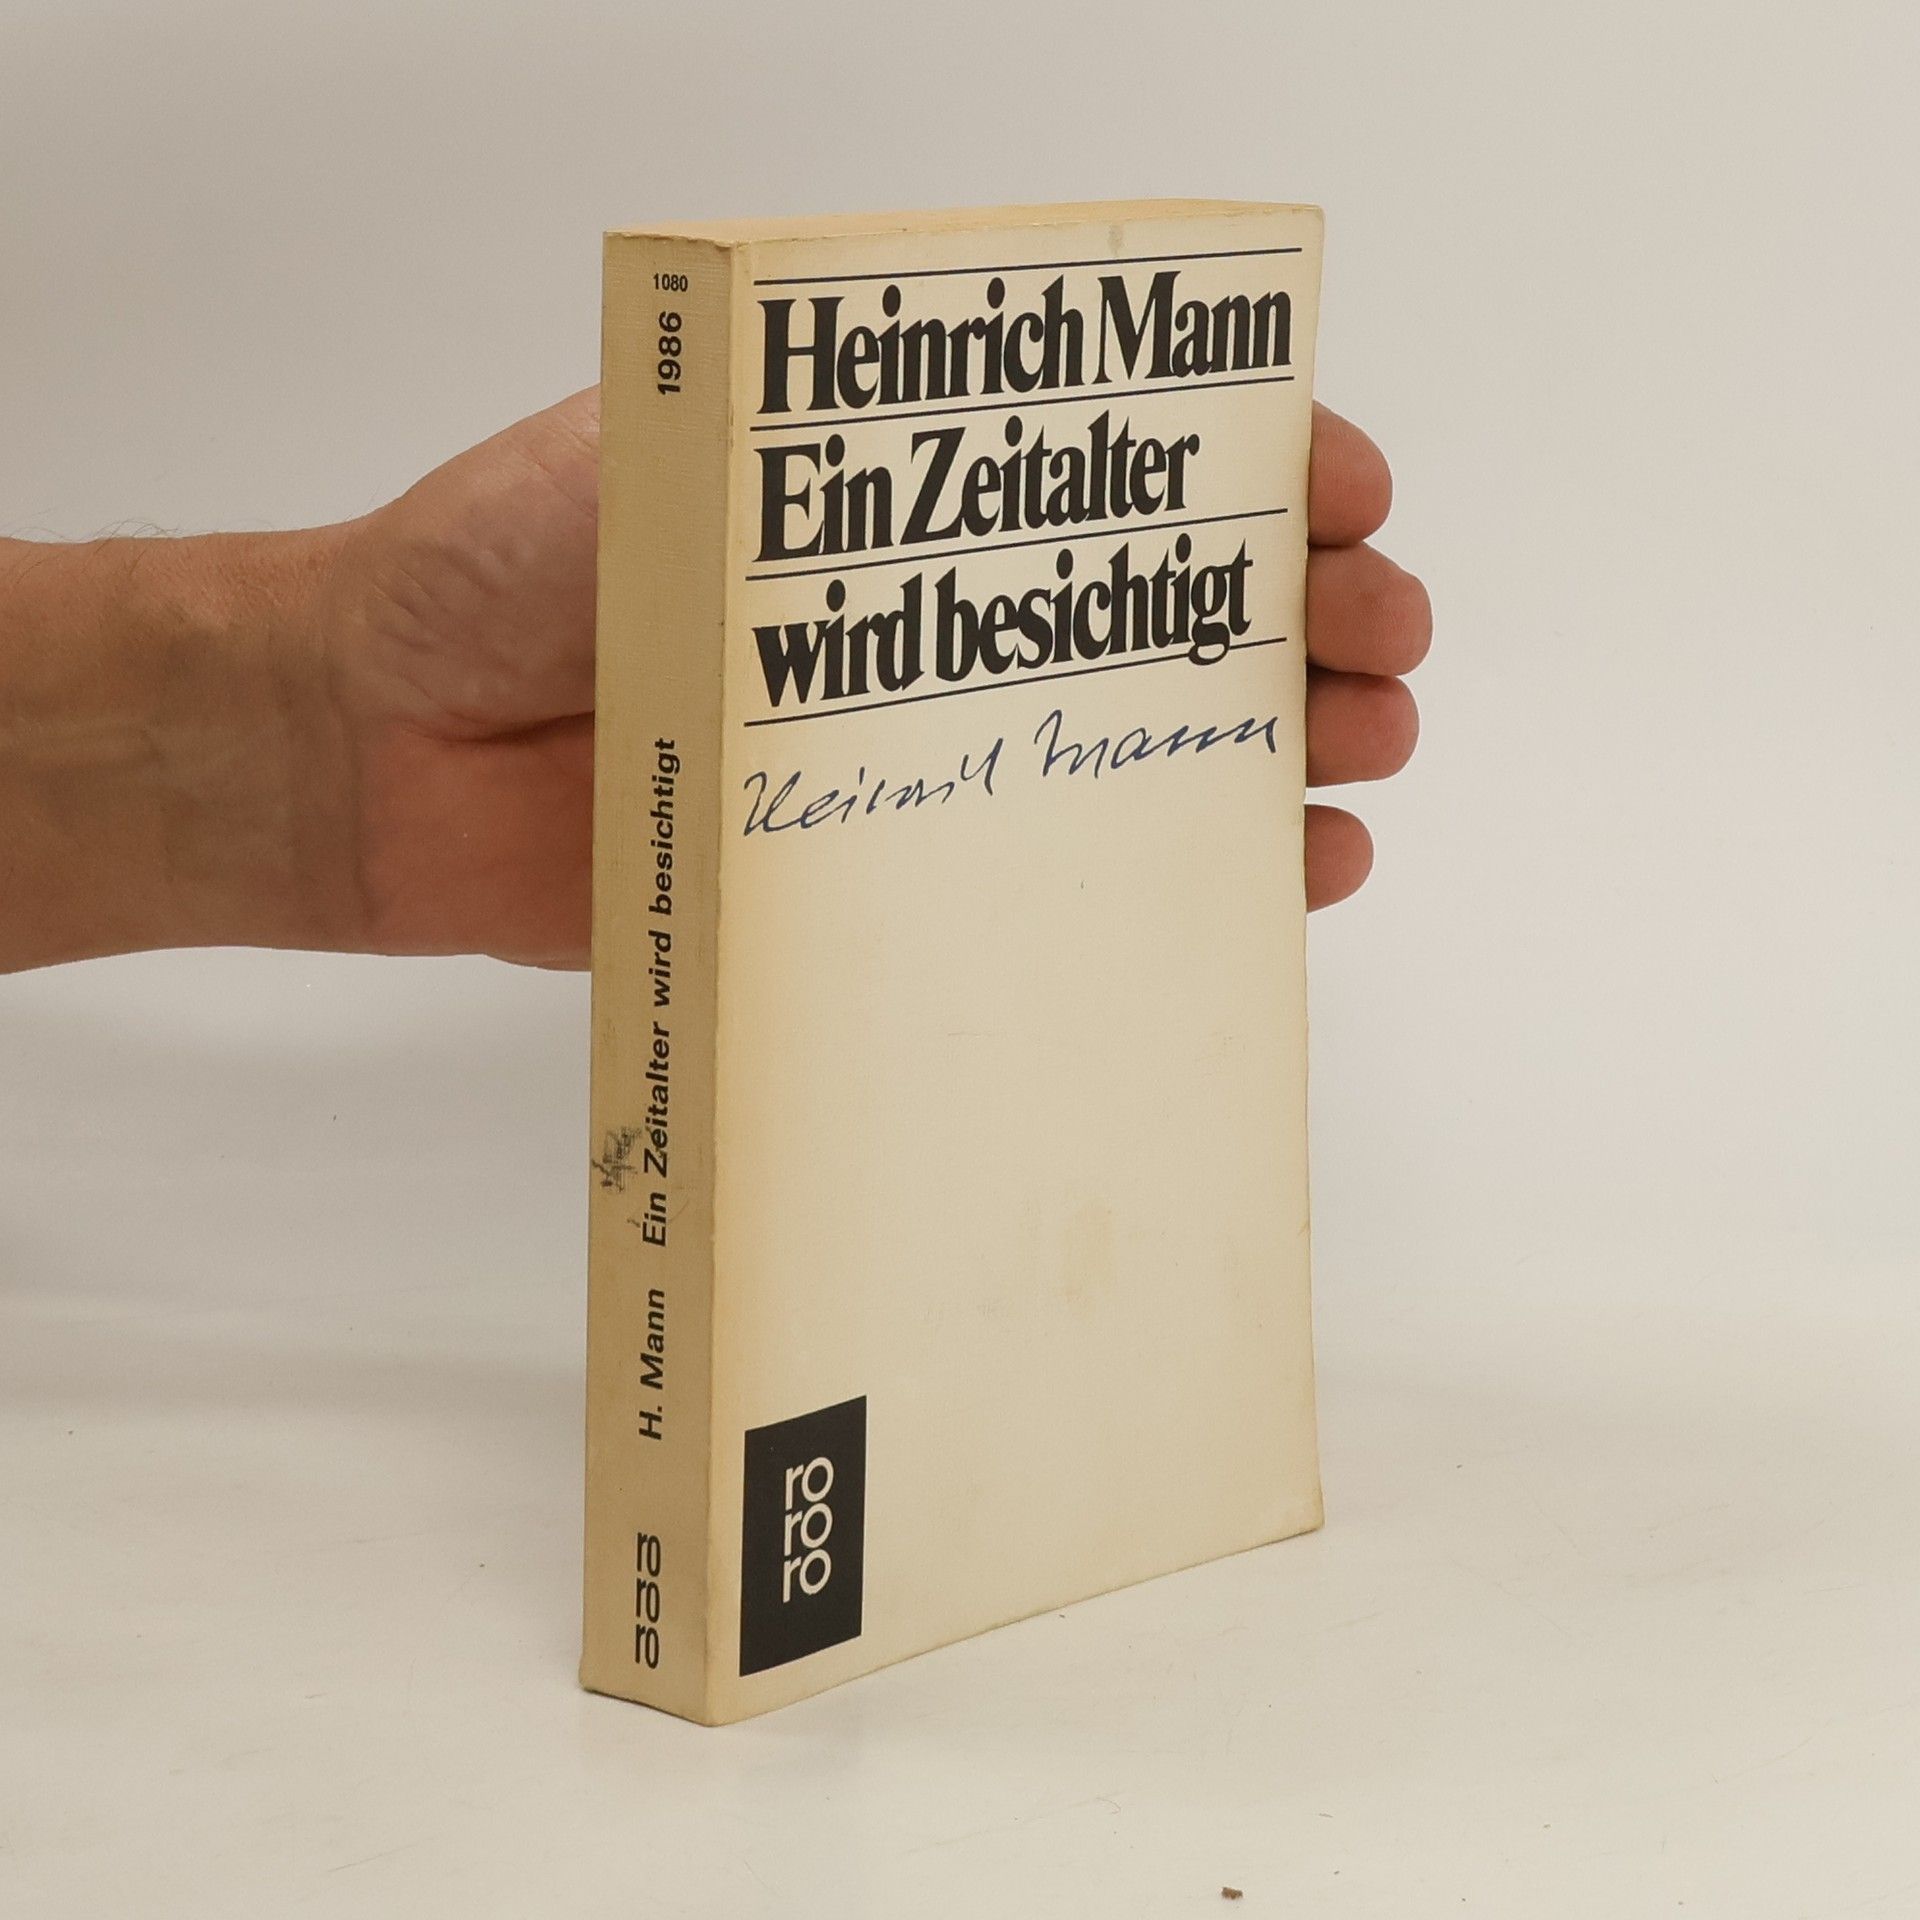 1080
1986
H. Mann Ein Zeitalter wird besichtigt
rororo
Heinrich Mann
Ein Zeitalter
wird besichtigt
Heinrich Mann
ro
ro
ro